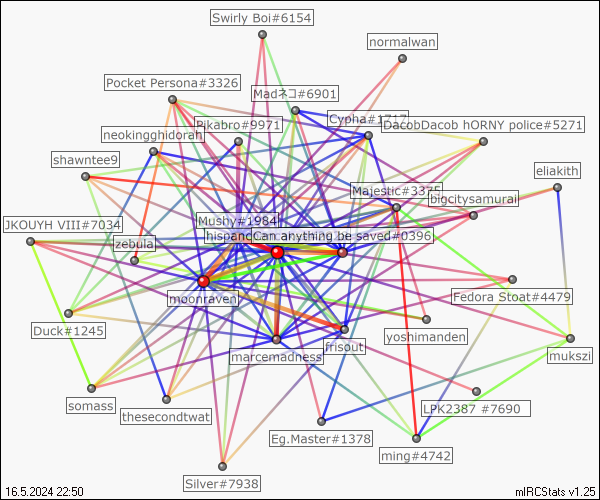 Swirly Boi#6154
normalwan
Pocket Persona#3326
Madネコ#6901
Pikabro#9971
Cypha#1717
DacobDacob hORNY police#5271
neokingghidorah
shawntee9
eliakith
Majestic#3375
bigcitysamurai
JKOUYH VIII#7034
Mushy#1984
zebula
hispano
Can anything be saved#0396
moonraven
Fedora Stoat#4479
Duck#1245
yoshimanden
marcemadness
frisout
mukszi
somass
thesecondtwat
LPK2387 #7690
Eg.Master#1378
ming#4742
Silver#7938
16.5.2024 22:50
mIRCStats v1.25